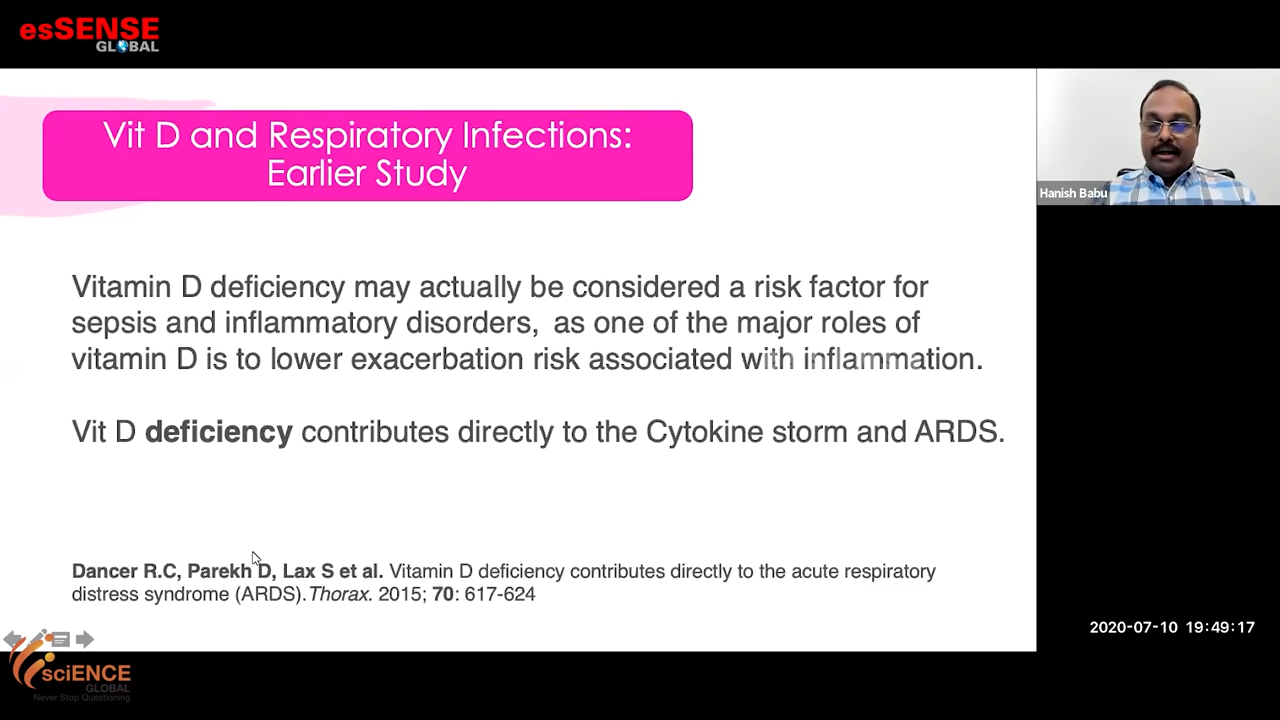 esSENSE
GLOBAL
Vit D and Respiratory Infections:
Earlier Study
Hanish Babu
Vitamin D deficiency may actually be considered a risk factor for
sepsis and inflammatory disorders, as one of the major roles of
vitamin D is to lower exacerbation risk associated with inflammation.
Vit D deficiency contributes directly to the Cytokine storm and ARDS.
Dancer R.C, Parekh D, Lax S et al. Vitamin D deficiency contributes directly to the acute respiratory
distress syndrome (ARDS). Thorax. 2015; 70: 617-624
2020-07-10 19:49:17
sciENCE
GLOBAL
Never Stop Questioning